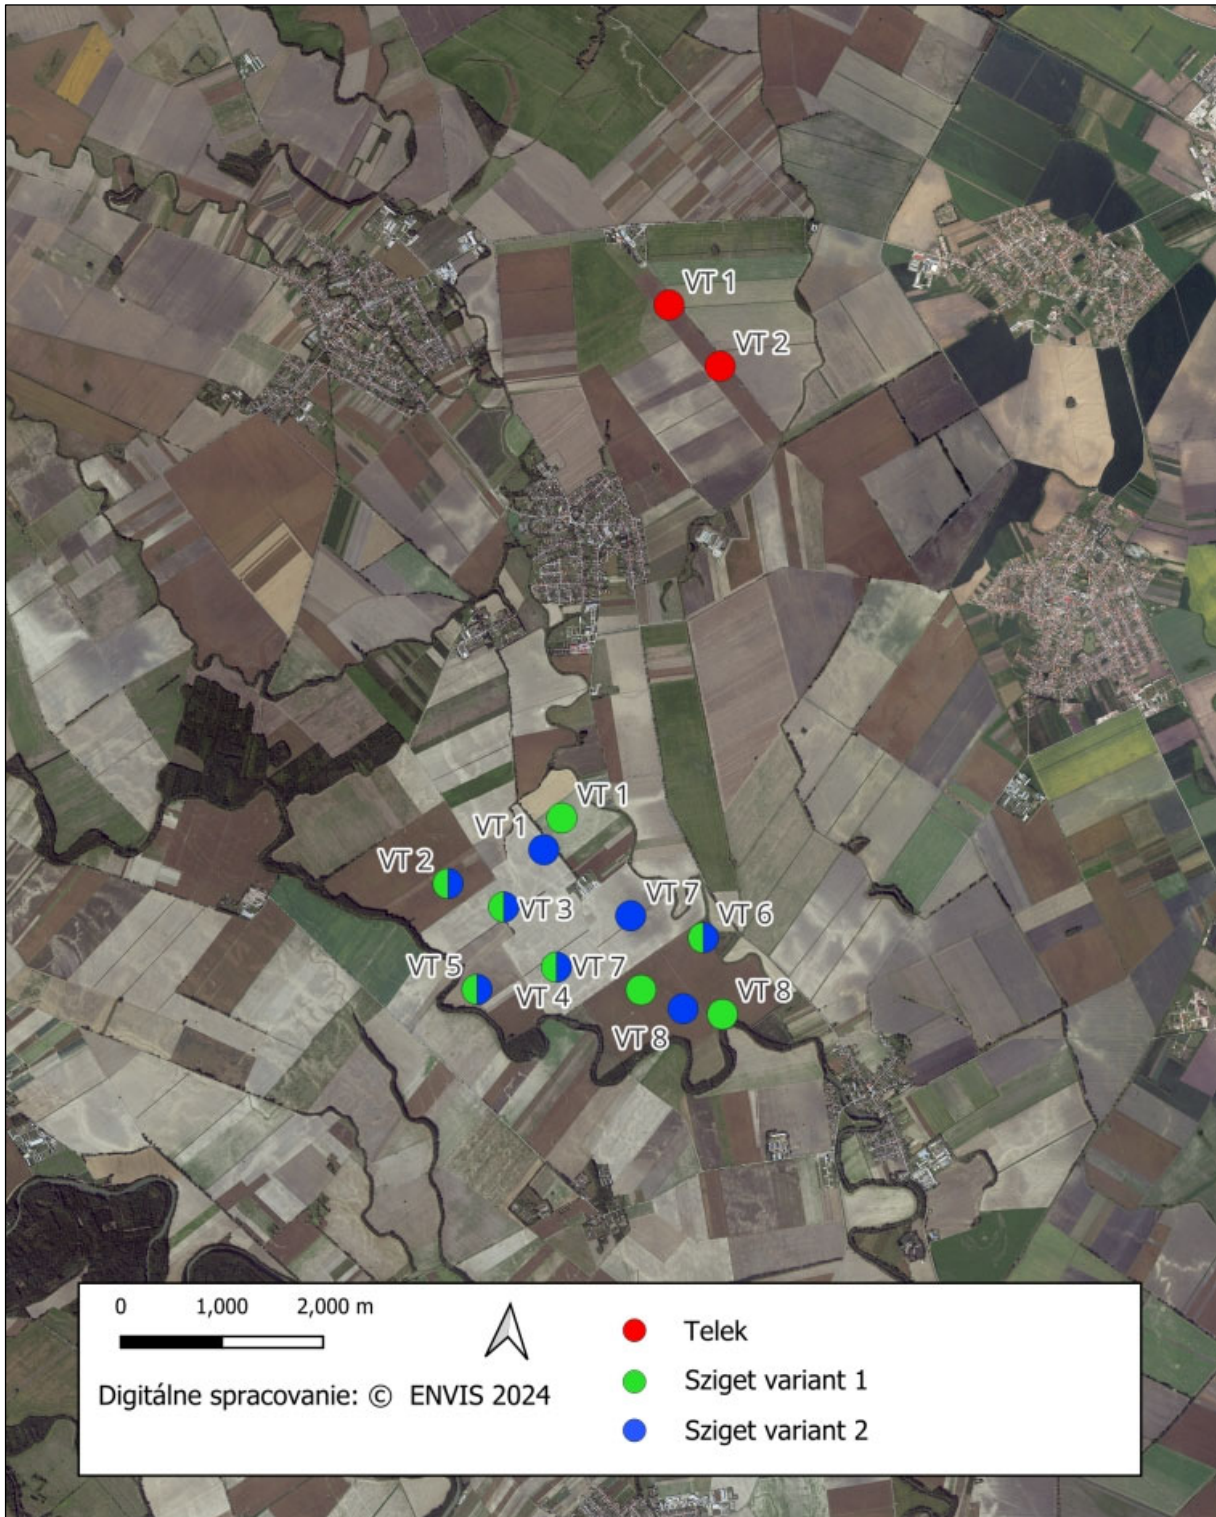 VT 1
VT 2
VT 1
VT 1
VT 2
VT 7
VT 3
VT 6
VT 5
VT 7
VT 4
VT 8
VT 8
0 1,000 2,000 m
Digitálne spracovanie: © ENVIS 2024
Telek
Sziget variant 1
Sziget variant 2